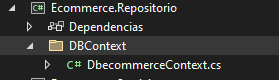 Ecommerce.Repositorio
Dependencias
DBContext
C# DbecommerceContext.cs